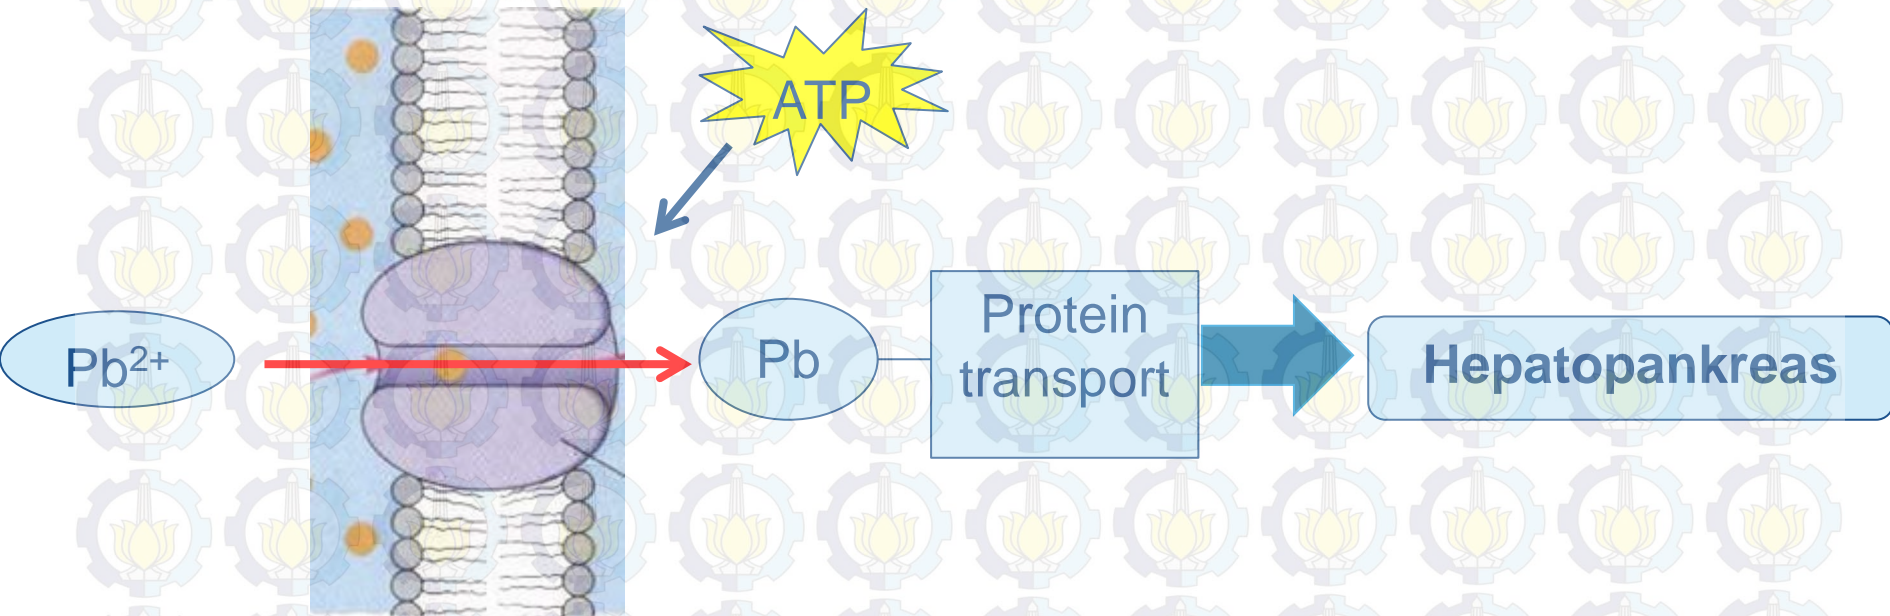 ATP
Pb²⁺
Pb
Protein
transport
Hepatopankreas